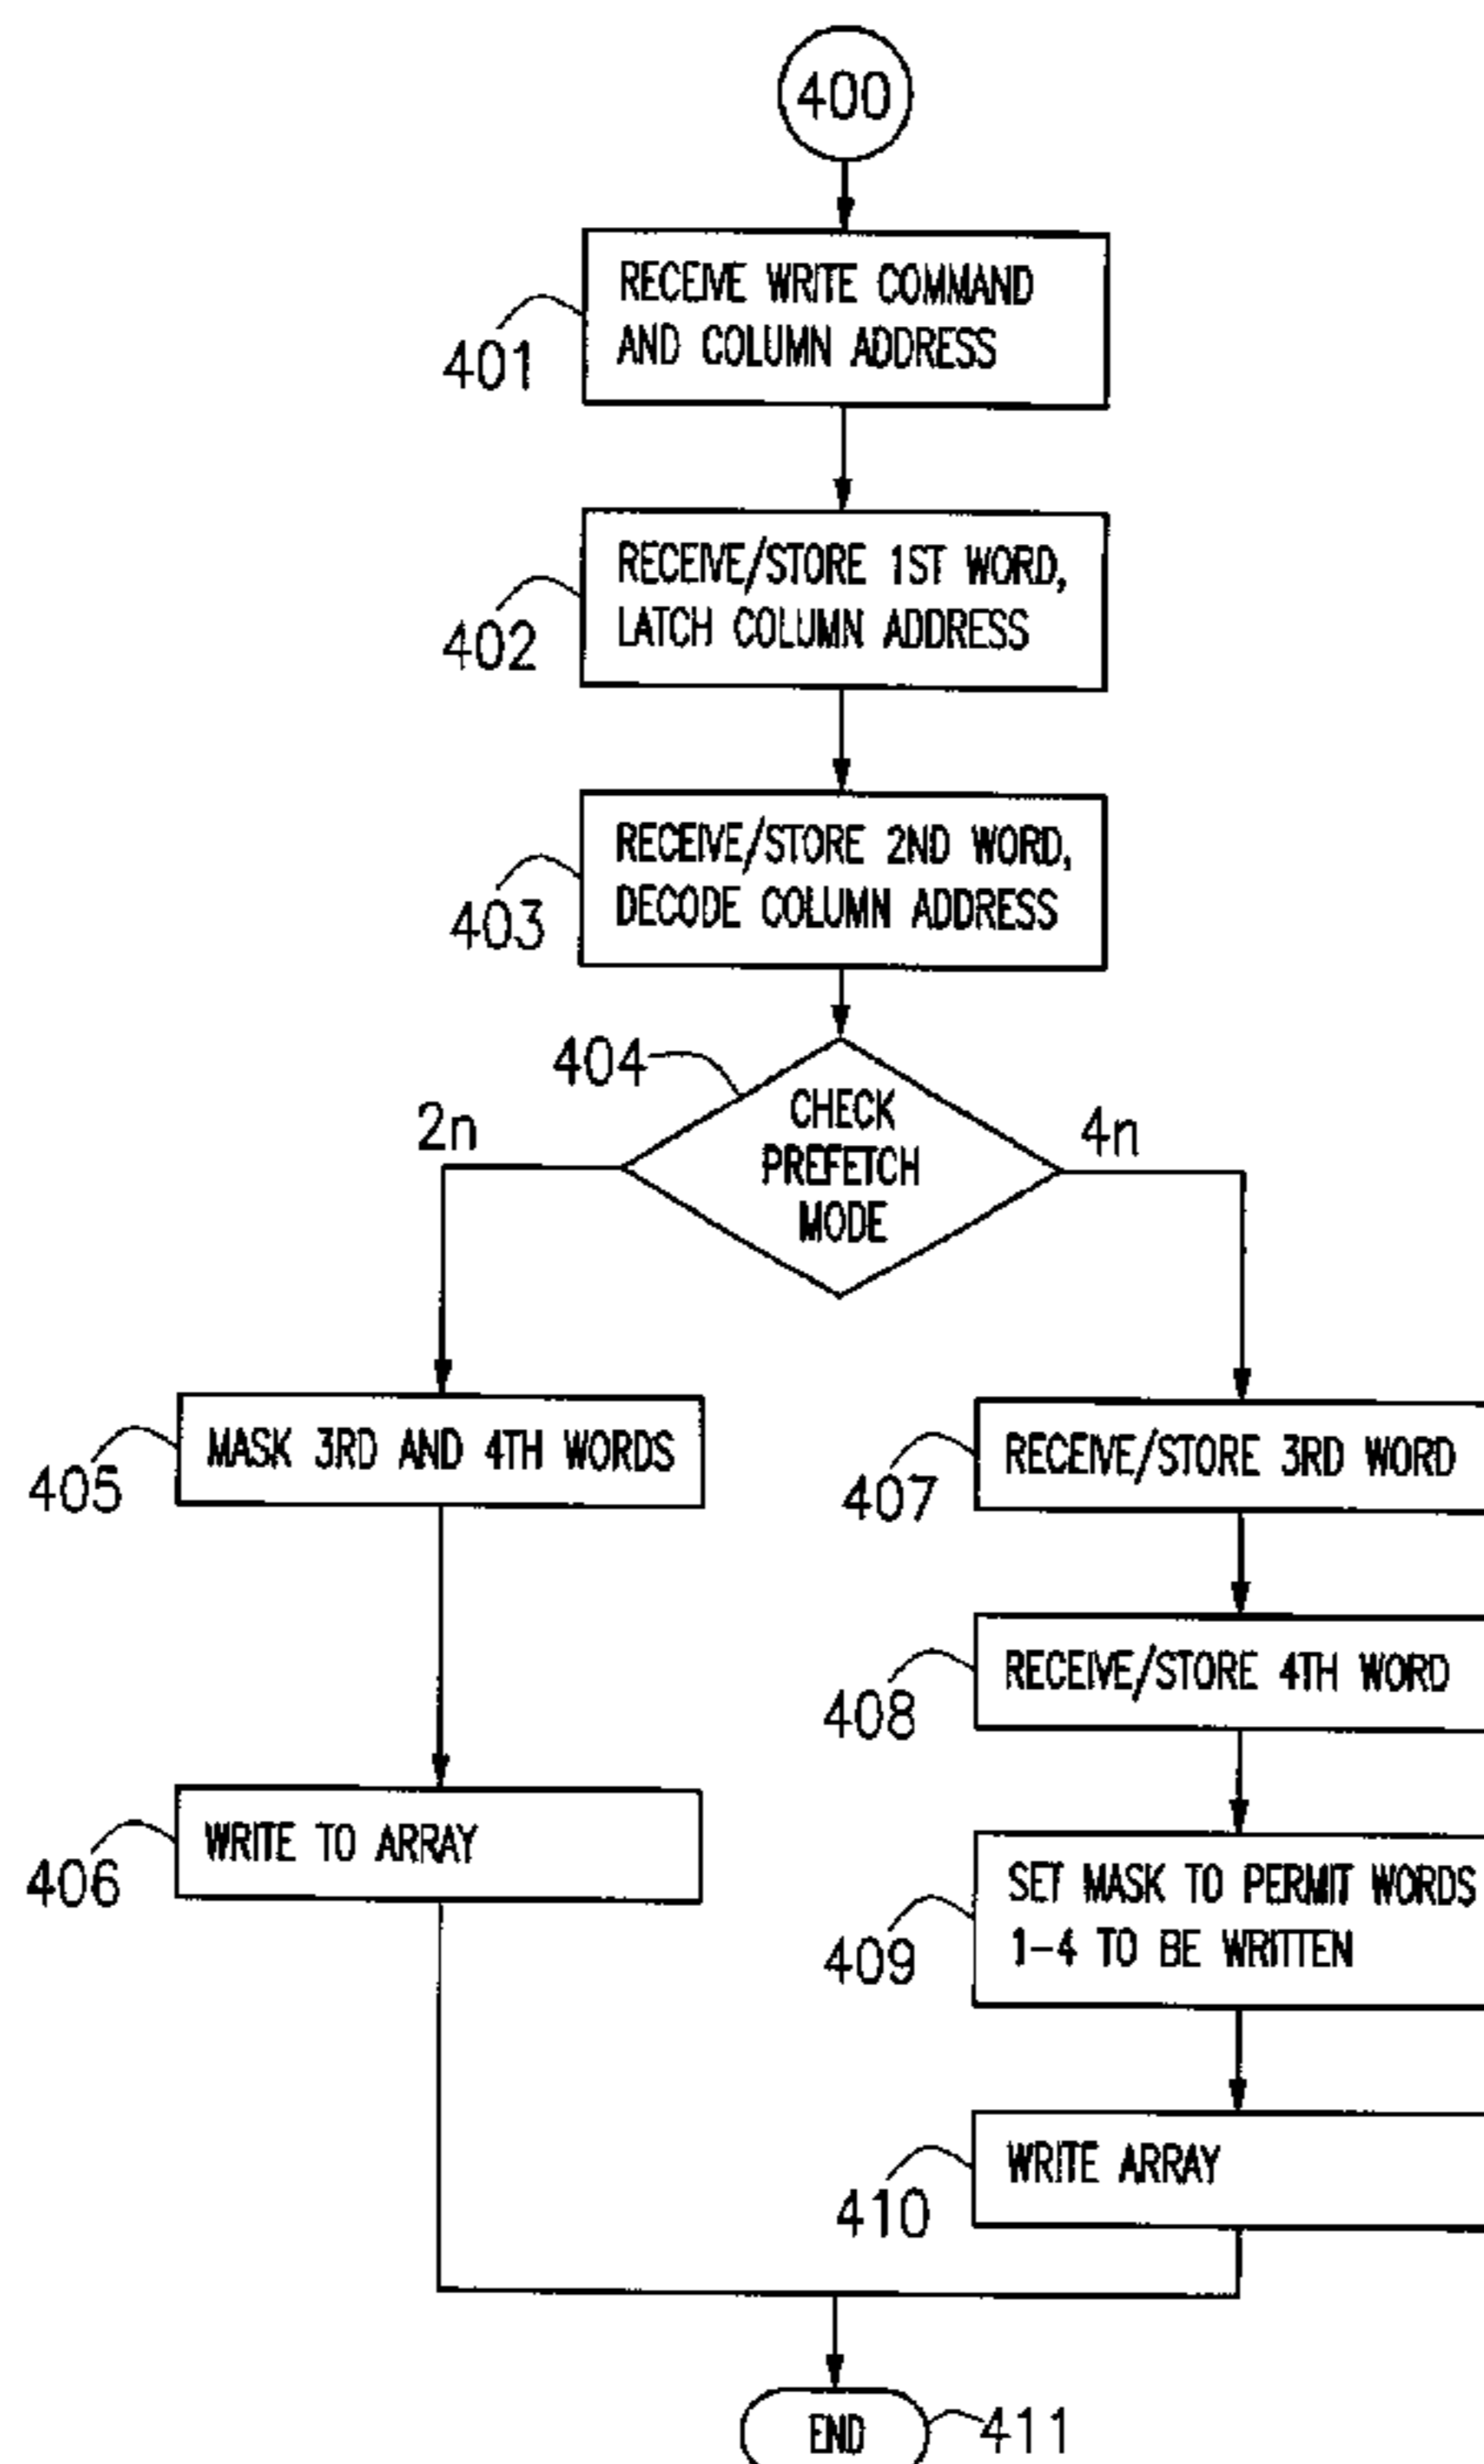 400
RECEIVE WRITE COMMAND
AND COLUMN ADDRESS
401
RECEIVE/STORE 1ST WORD,
LATCH COLUMN ADDRESS
402
RECEIVE/STORE 2ND WORD,
DECODE COLUMN ADDRESS
403
404
CHECK
PREFETCH
MODE
2n
4n
MASK 3RD AND 4TH WORDS
405
RECEIVE/STORE 3RD WORD
407
RECEIVE/STORE 4TH WORD
408
WRITE TO ARRAY
406
SET MASK TO PERMIT WORDS
1-4 TO BE WRITTEN
409
WRITE ARRAY
410
END
411